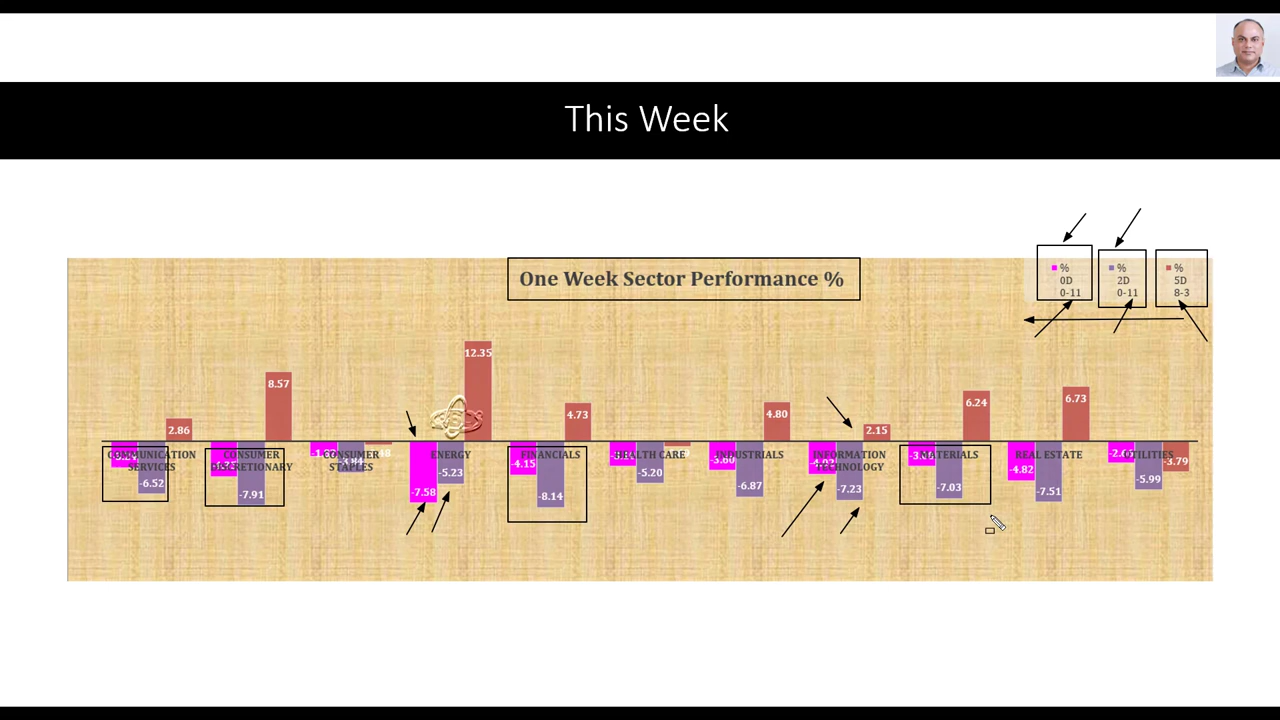 This Week
One Week Sector Performance %
%
0D
0-11
%
2D
0-11
%
5D
8-3
12.35
8.57
6.73
6.24
4.80
4.73
2.86
2.15
COMMUNICATION
SERVICES
CONSUMER
DISCRETIONARY
CONSUMER
STAPLES
ENERGY
FINANCIALS
HEALTH CARE
INDUSTRIALS
INFORMATION
TECHNOLOGY
MATERIALS
REAL ESTATE
UTILITIES
-6.52
-7.91
-7.58
-5.23
-4.15
-8.14
-5.20
-6.87
-7.23
-7.03
-4.82
-7.51
-5.99
-3.79